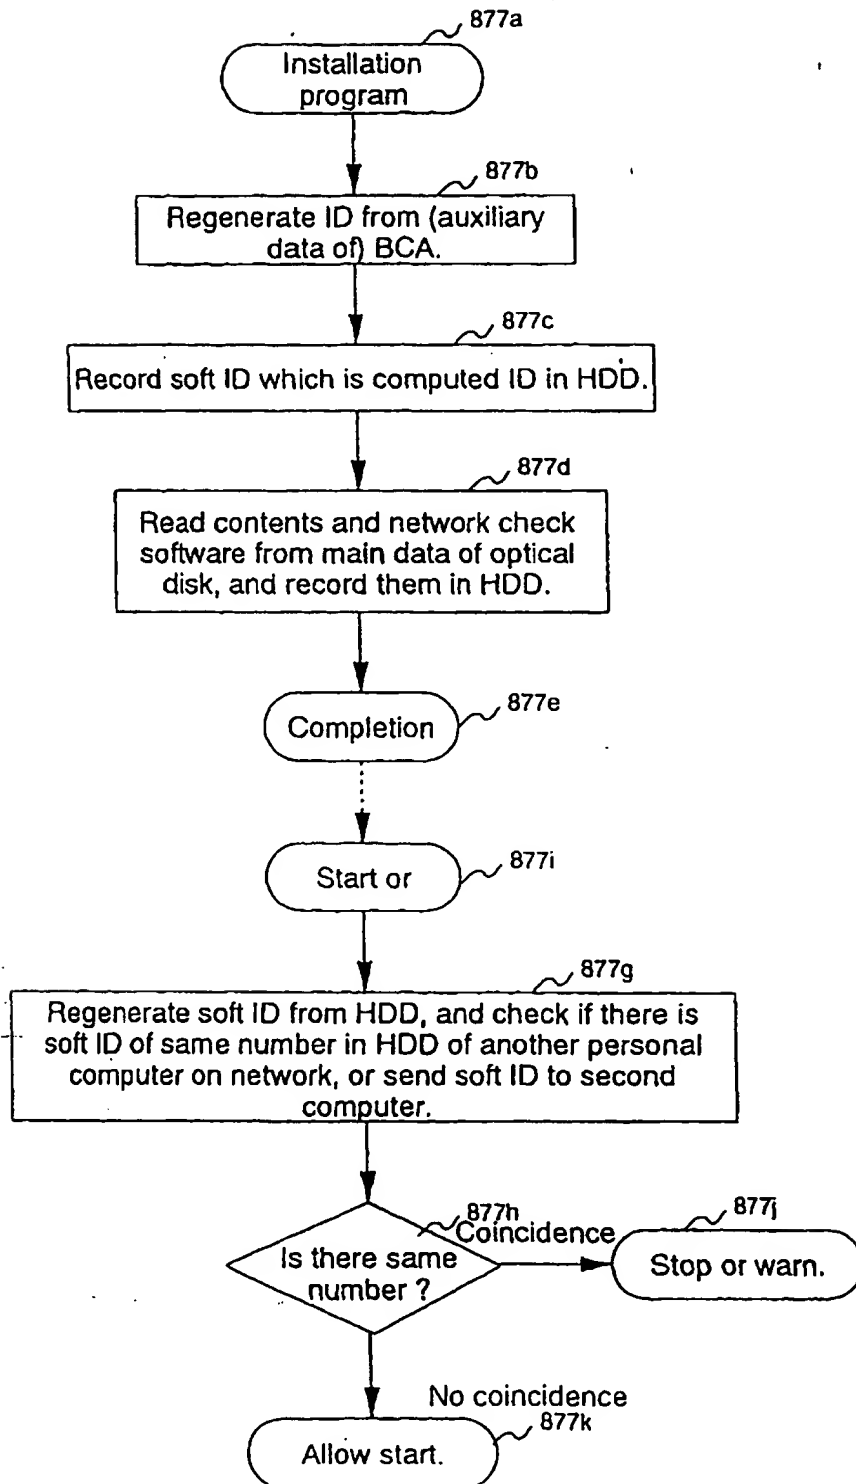 877a
Installation
program
877b
Regenerate ID from (auxiliary
data of) BCA.
877c
Record soft ID which is computed ID in HDD.
877d
Read contents and network check
software from main data of optical
disk, and record them in HDD.
877e
Completion
877i
Start or
877g
Regenerate soft ID from HDD, and check if there is
soft ID of same number in HDD of another personal
computer on network, or send soft ID to second
computer.
877h
Is there same
number ?
Coincidence
877j
Stop or warn.
No coincidence
877k
Allow start.